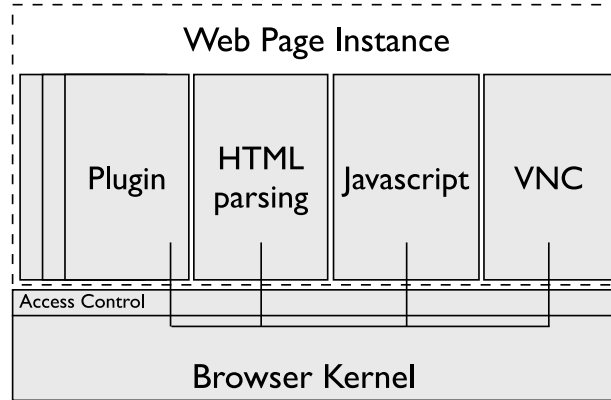 Web Page Instance
Plugin
HTML
parsing
Javascript
VNC
Access Control
Browser Kernel